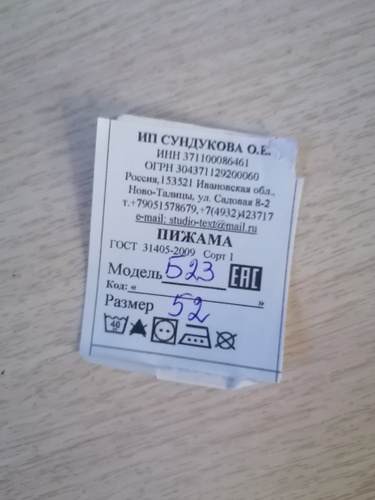 ИП СУНДУКОВА О.Е.
ИНН 371100086461
ОГРН 304371129200060
Россия,153521 Ивановская обл.,
Ново-Талицы, ул. Садовая 8-2
т.+79051578679,+7(4932)423717
e-mail: studio-text@mail.ru
ПИЖАМА
ГОСТ 31405-2009 Сорт 1
Модель 523 EAC
Код: « »
Размер 52
40